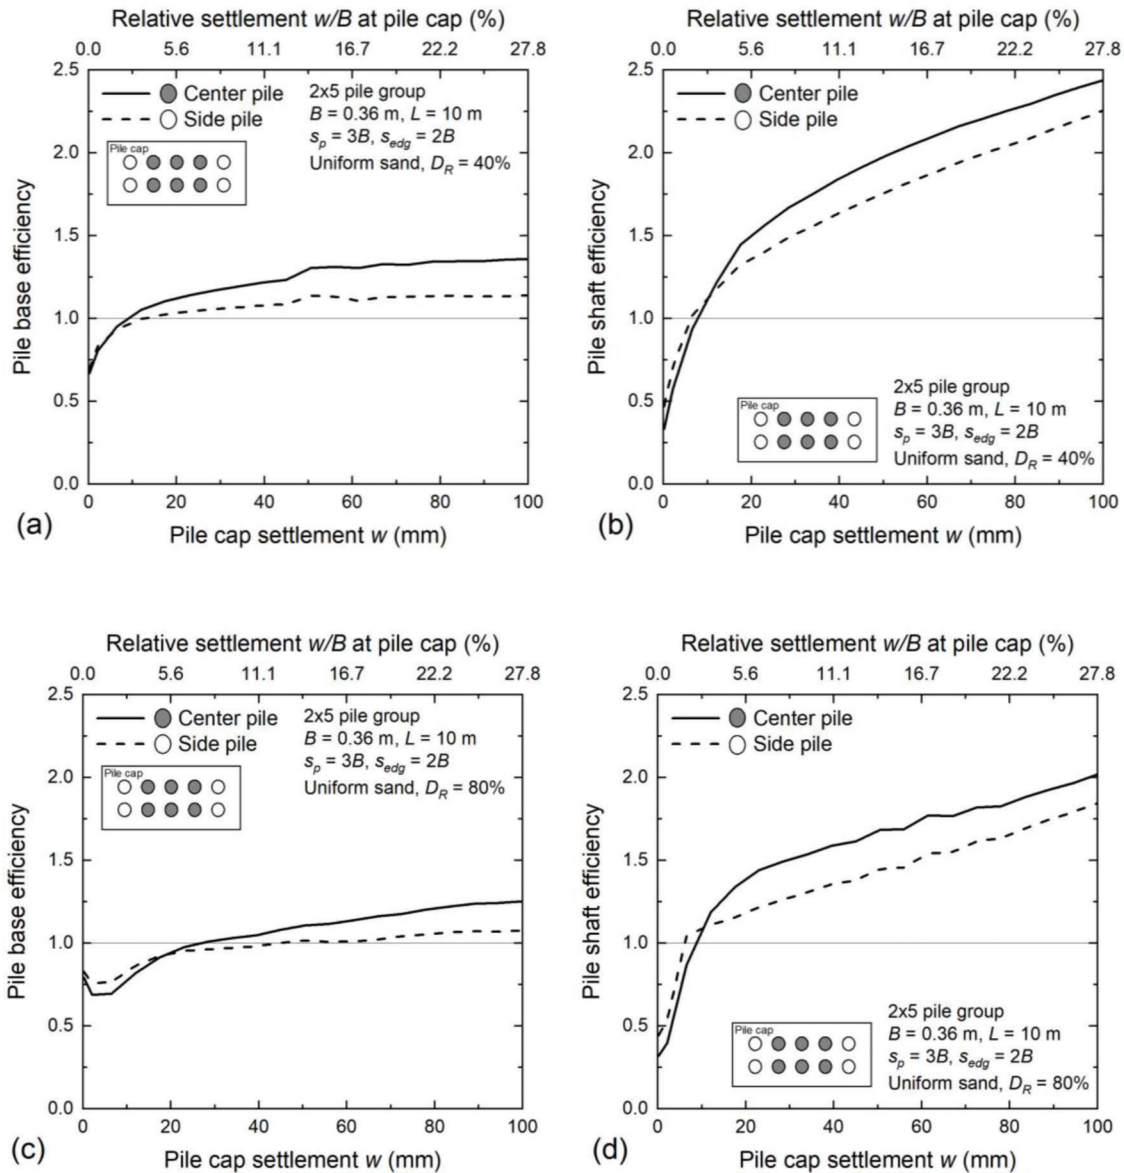 Relative settlement w/B at pile cap (%)
0.0 5.6 11.1 16.7 22.2 27.8
2.5
2.0
1.5
1.0
0.5
0.0
Pile base efficiency
Center pile
Side pile
Pile cap
2x5 pile group
B = 0.36 m, L = 10 m
s_p = 3B, s_edg = 2B
Uniform sand, D_R = 40%
0 20 40 60 80 100
(a)
Pile cap settlement w (mm)
Relative settlement w/B at pile cap (%)
0.0 5.6 11.1 16.7 22.2 27.8
2.5
2.0
1.5
1.0
0.5
0.0
Pile shaft efficiency
Center pile
Side pile
Pile cap
2x5 pile group
B = 0.36 m, L = 10 m
s_p = 3B, s_edg = 2B
Uniform sand, D_R = 40%
0 20 40 60 80 100
(b)
Pile cap settlement w (mm)
Relative settlement w/B at pile cap (%)
0.0 5.6 11.1 16.7 22.2 27.8
2.5
2.0
1.5
1.0
0.5
0.0
Pile base efficiency
Center pile
Side pile
Pile cap
2x5 pile group
B = 0.36 m, L = 10 m
s_p = 3B, s_edg = 2B
Uniform sand, D_R = 80%
0 20 40 60 80 100
(c)
Pile cap settlement w (mm)
Relative settlement w/B at pile cap (%)
0.0 5.6 11.1 16.7 22.2 27.8
2.5
2.0
1.5
1.0
0.5
0.0
Pile shaft efficiency
Center pile
Side pile
Pile cap
2x5 pile group
B = 0.36 m, L = 10 m
s_p = 3B, s_edg = 2B
Uniform sand, D_R = 80%
0 20 40 60 80 100
(d)
Pile cap settlement w (mm)